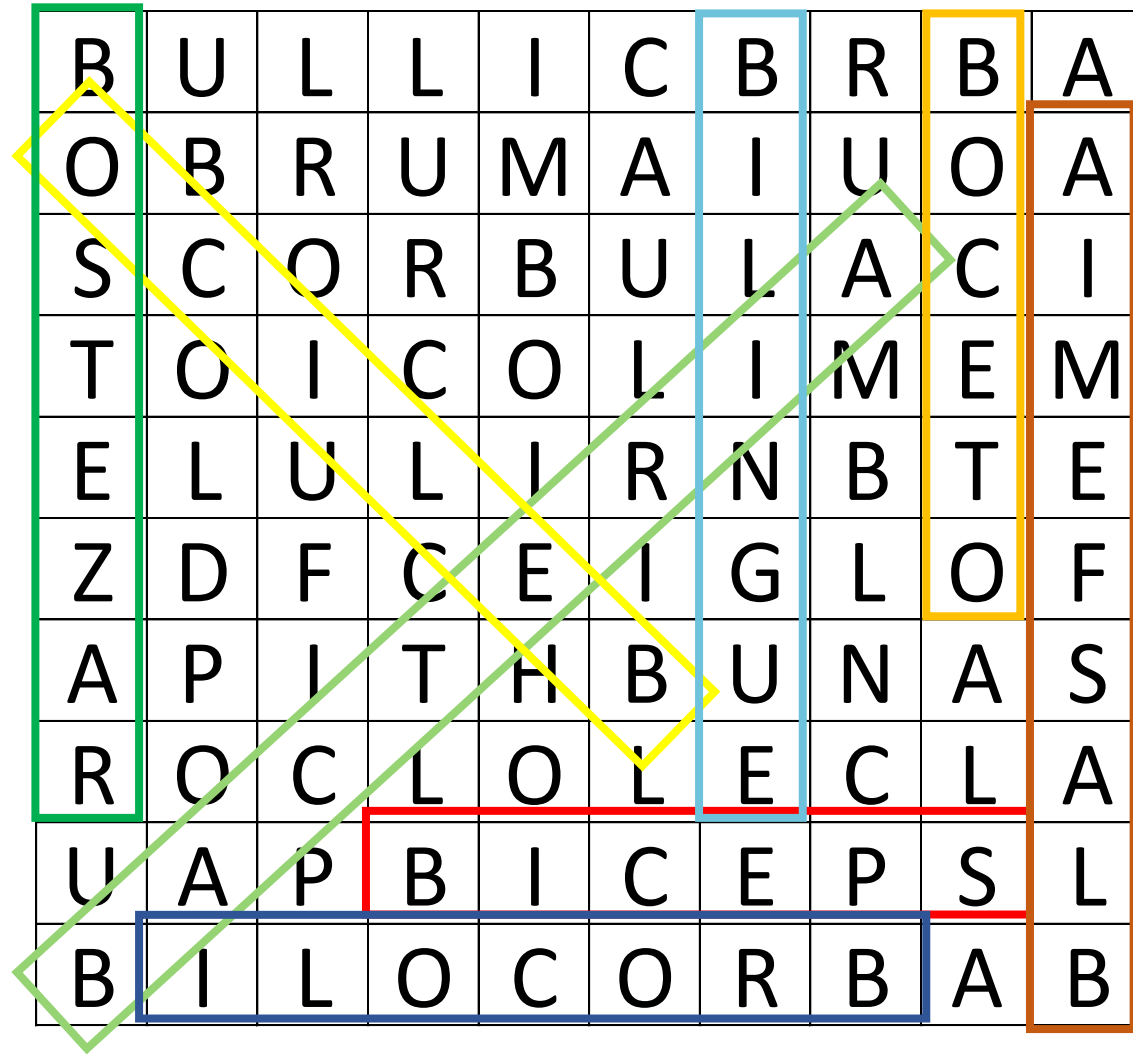 B U L L I C B R B A
O B R U M A I U O A
S C O R B U L A C I
T O I C O L I M E M
E L U L I R N B T E
Z D F C E I G L O F
A P I T H B U N A S
R O C L O L E C L A
U A P B I C E P S L
B I L O C O R B A B